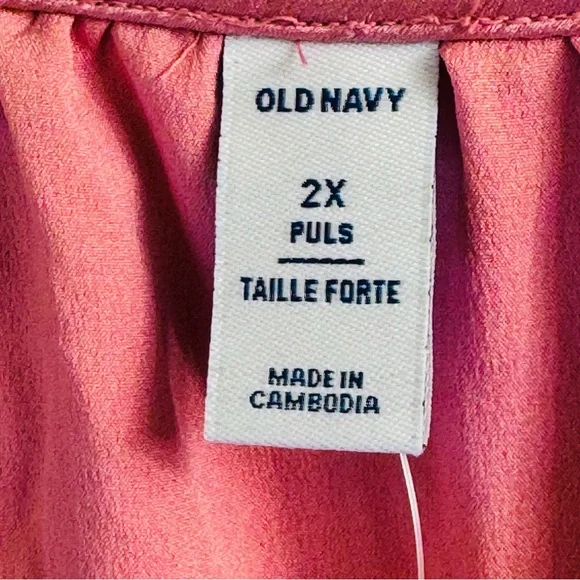 OLD NAVY
2X
PULS
TAILLE FORTE
MADE IN
CAMBODIA